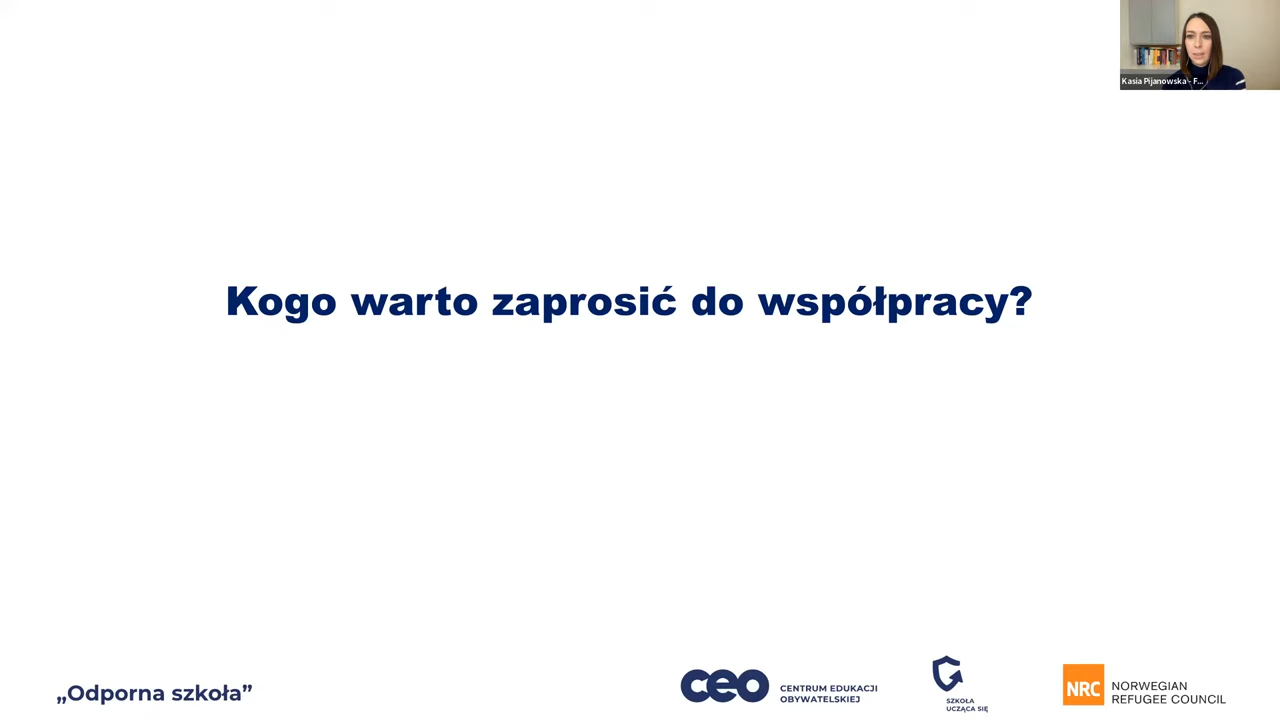 Kasia Pijanowska - F...
Kogo warto zaprosić do współpracy?
„Odporna szkoła”
ceo
CENTRUM EDUKACJI
OBYWATELSKIEJ
SZKOŁA
UCZĄCA SIĘ
NRC
NORWEGIAN
REFUGEE COUNCIL